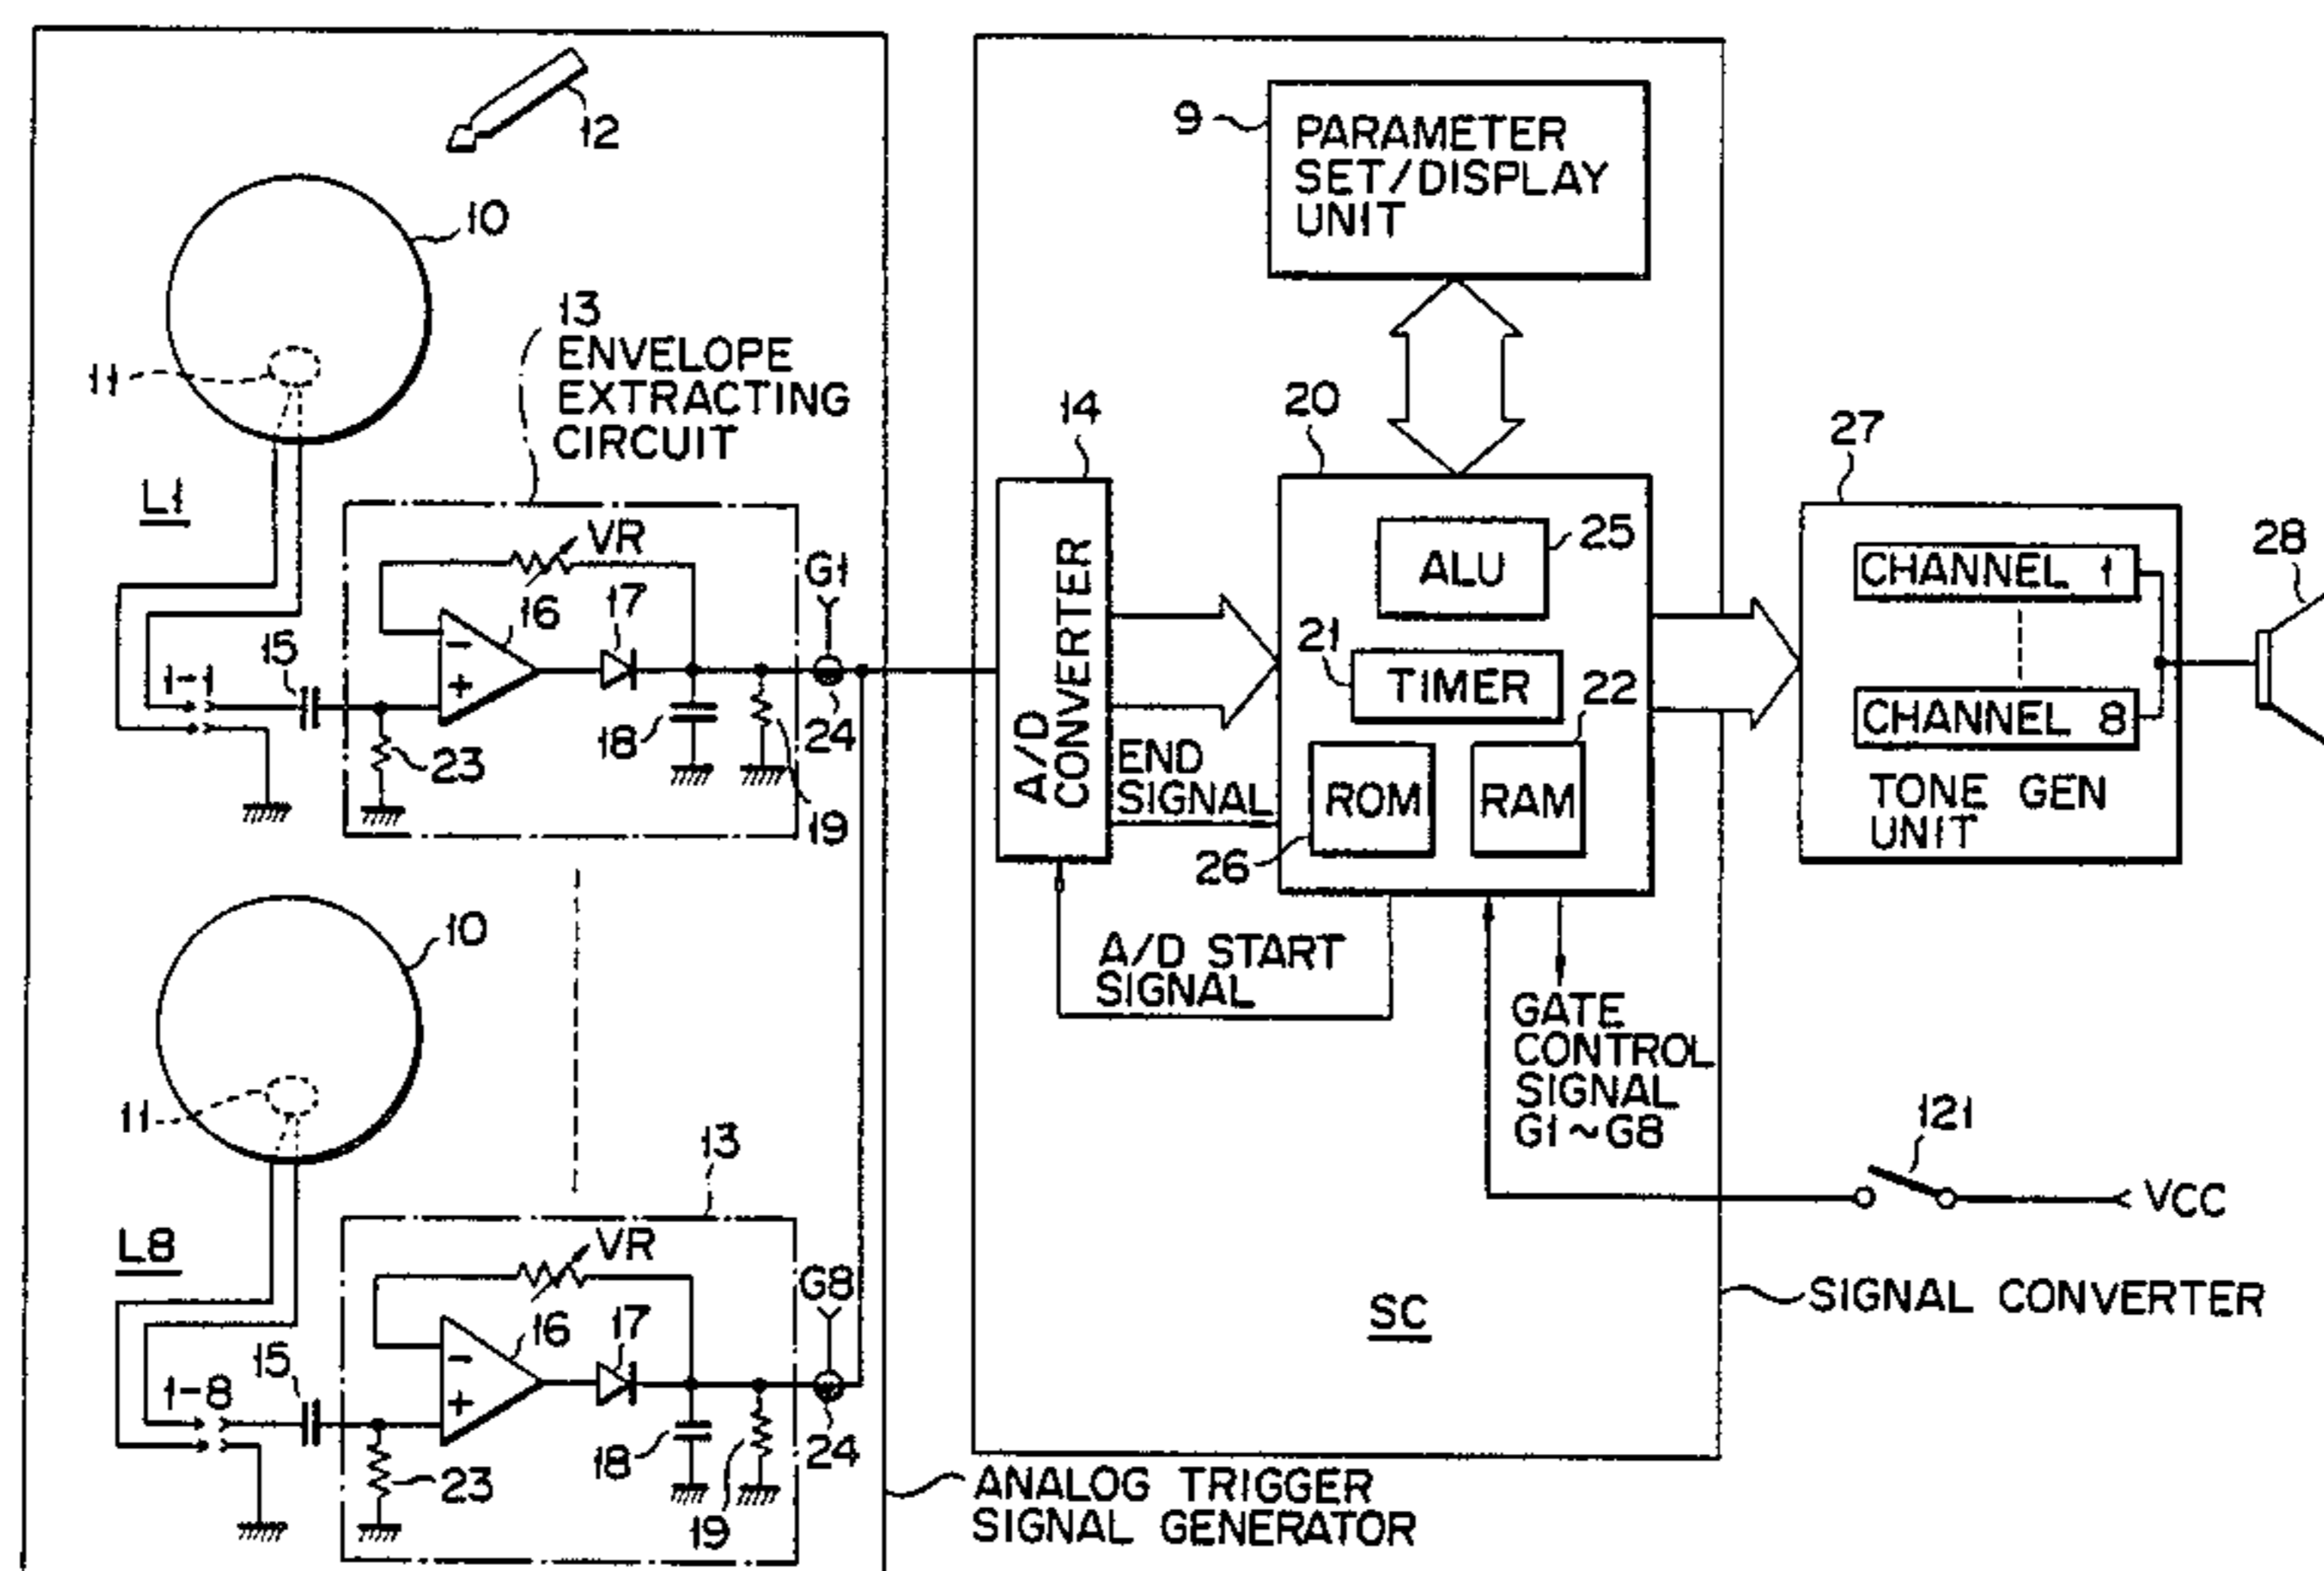 12
10
11
L1
13
ENVELOPE
EXTRACTING
CIRCUIT
VR
16
17
-
+
1-1
15
23
18
19
G1
24
10
11
L8
13
VR
16
17
-
+
1-8
15
23
18
19
G8
24
ANALOG TRIGGER
SIGNAL GENERATOR
9
PARAMETER
SET/DISPLAY
UNIT
14
A/D
CONVERTER
20
ALU
25
21
TIMER
22
ROM
RAM
26
END
SIGNAL
A/D START
SIGNAL
GATE
CONTROL
SIGNAL
G1~G8
SC
27
CHANNEL 1
CHANNEL 8
TONE GEN
UNIT
28
121
VCC
SIGNAL CONVERTER